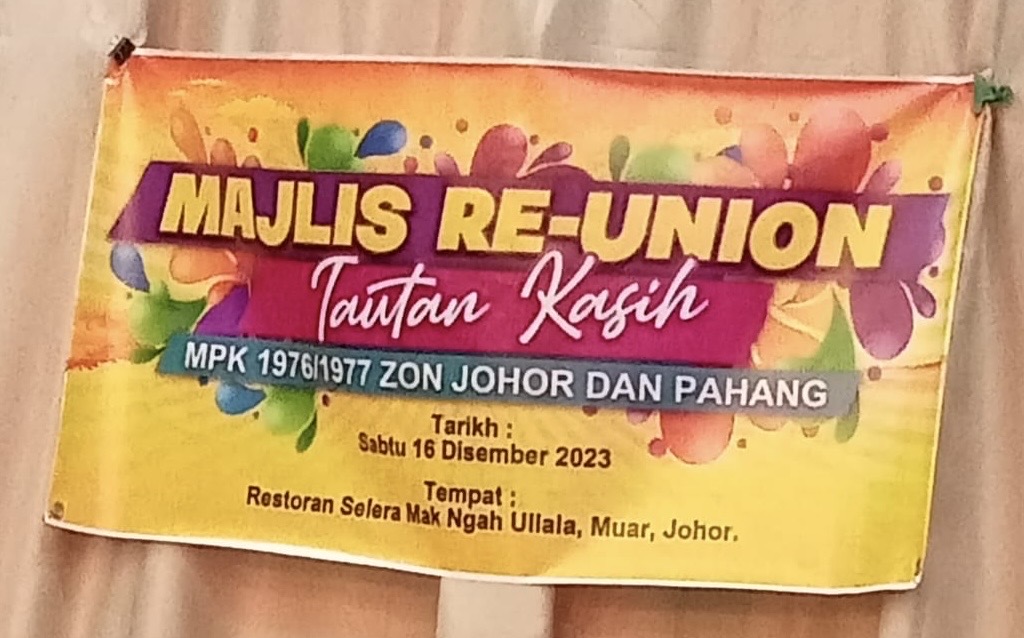 MAJLIS RE-UNION
Tautan Kasih
MPK 1976/1977 ZON JOHOR DAN PAHANG
Tarikh :
Sabtu 16 Disember 2023
Tempat :
Restoran Selera Mak Ngah Ullala, Muar, Johor.